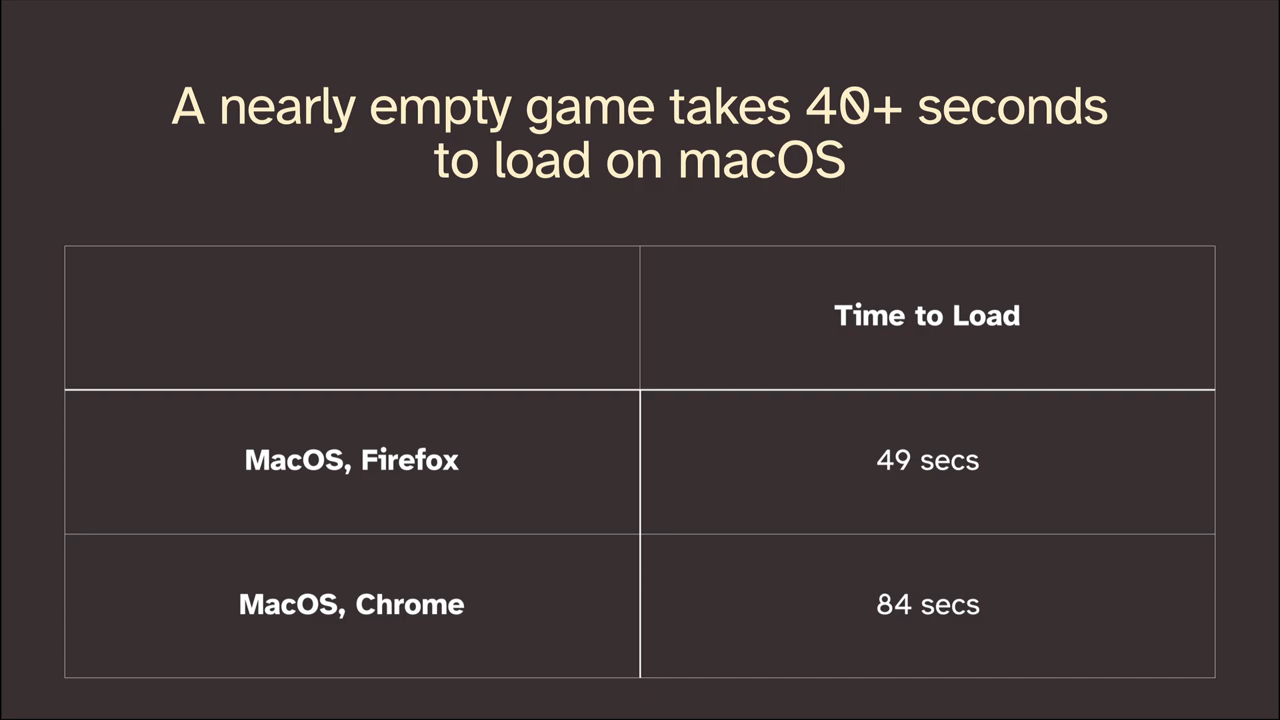 A nearly empty game takes 40+ seconds
to load on macOS
Time to Load
MacOS, Firefox
49 secs
MacOS, Chrome
84 secs